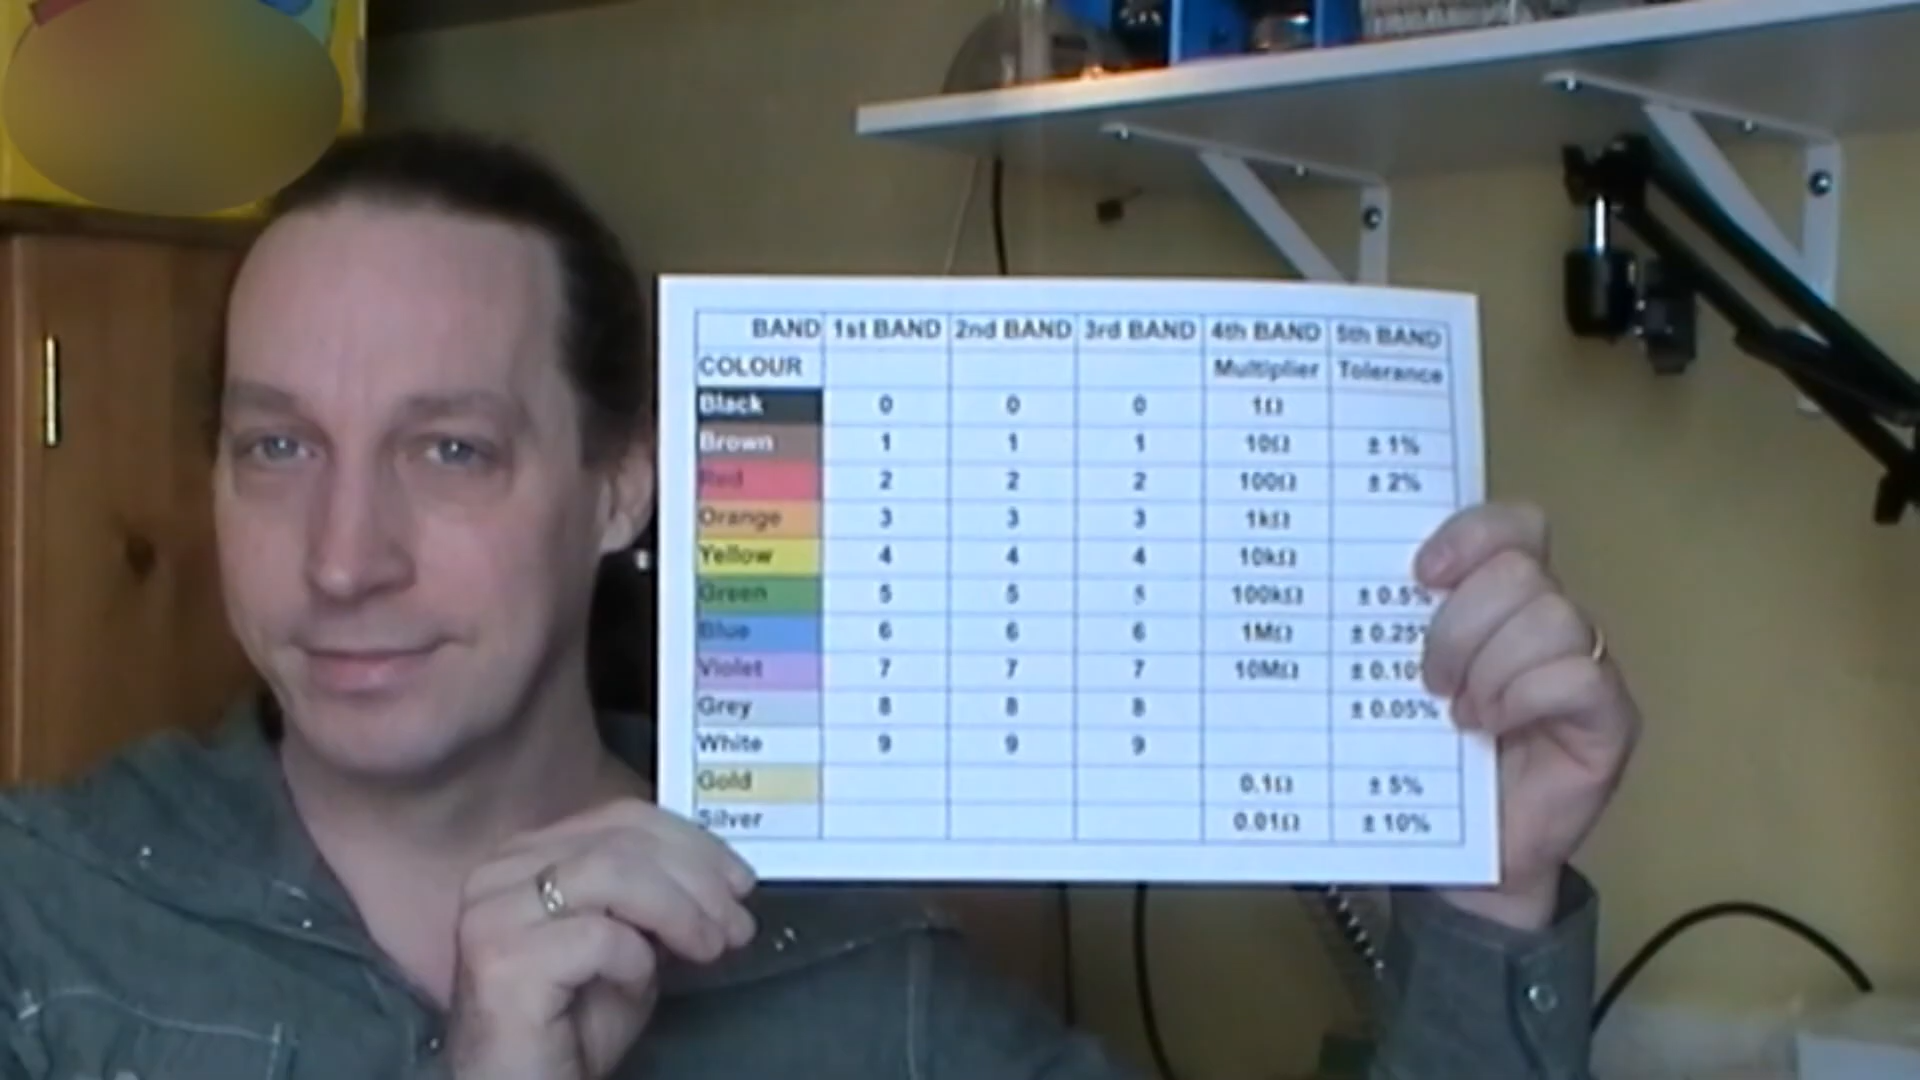 BAND 1st BAND 2nd BAND 3rd BAND 4th BAND 5th BAND
COLOUR Multiplier Tolerance
Black 0 0 0 1Ω
Brown 1 1 1 10Ω ± 1%
Red 2 2 2 100Ω ± 2%
Orange 3 3 3 1kΩ
Yellow 4 4 4 10kΩ
Green 5 5 5 100kΩ ± 0.5%
Blue 6 6 6 1MΩ ± 0.25%
Violet 7 7 7 10MΩ ± 0.10
Grey 8 8 8 ± 0.05%
White 9 9 9
Gold 0.1Ω ± 5%
Silver 0.01Ω ± 10%